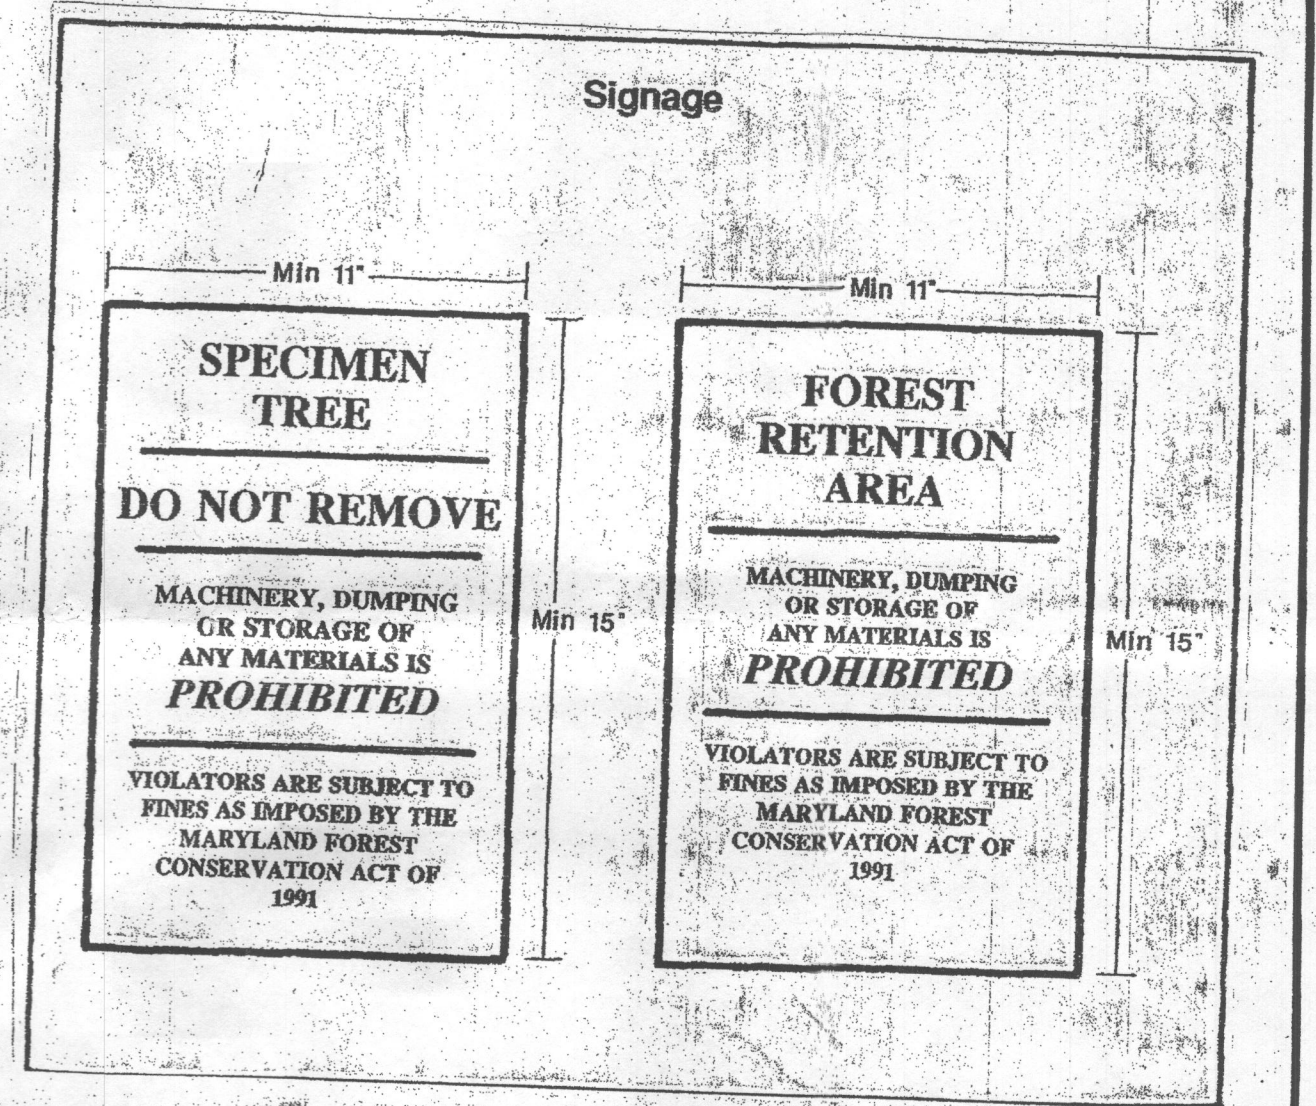 Signage
Min 11"
SPECIMEN
TREE
DO NOT REMOVE
MACHINERY, DUMPING
OR STORAGE OF
ANY MATERIALS IS
PROHIBITED
VIOLATORS ARE SUBJECT TO
FINES AS IMPOSED BY THE
MARYLAND FOREST
CONSERVATION ACT OF
1991
Min 15"
Min 11"
FOREST
RETENTION
AREA
MACHINERY, DUMPING
OR STORAGE OF
ANY MATERIALS IS
PROHIBITED
VIOLATORS ARE SUBJECT TO
FINES AS IMPOSED BY THE
MARYLAND FOREST
CONSERVATION ACT OF
1991
Min 15"